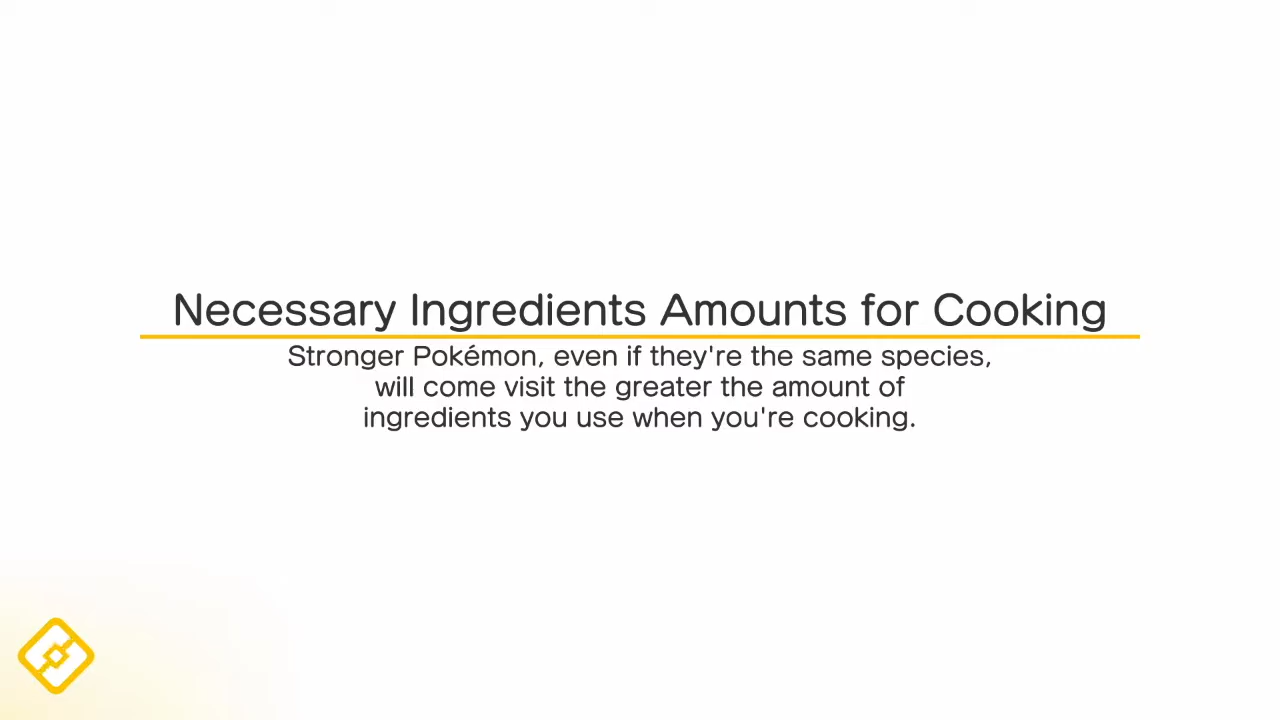 Necessary Ingredients Amounts for Cooking
Stronger Pokémon, even if they're the same species,
will come visit the greater the amount of
ingredients you use when you're cooking.